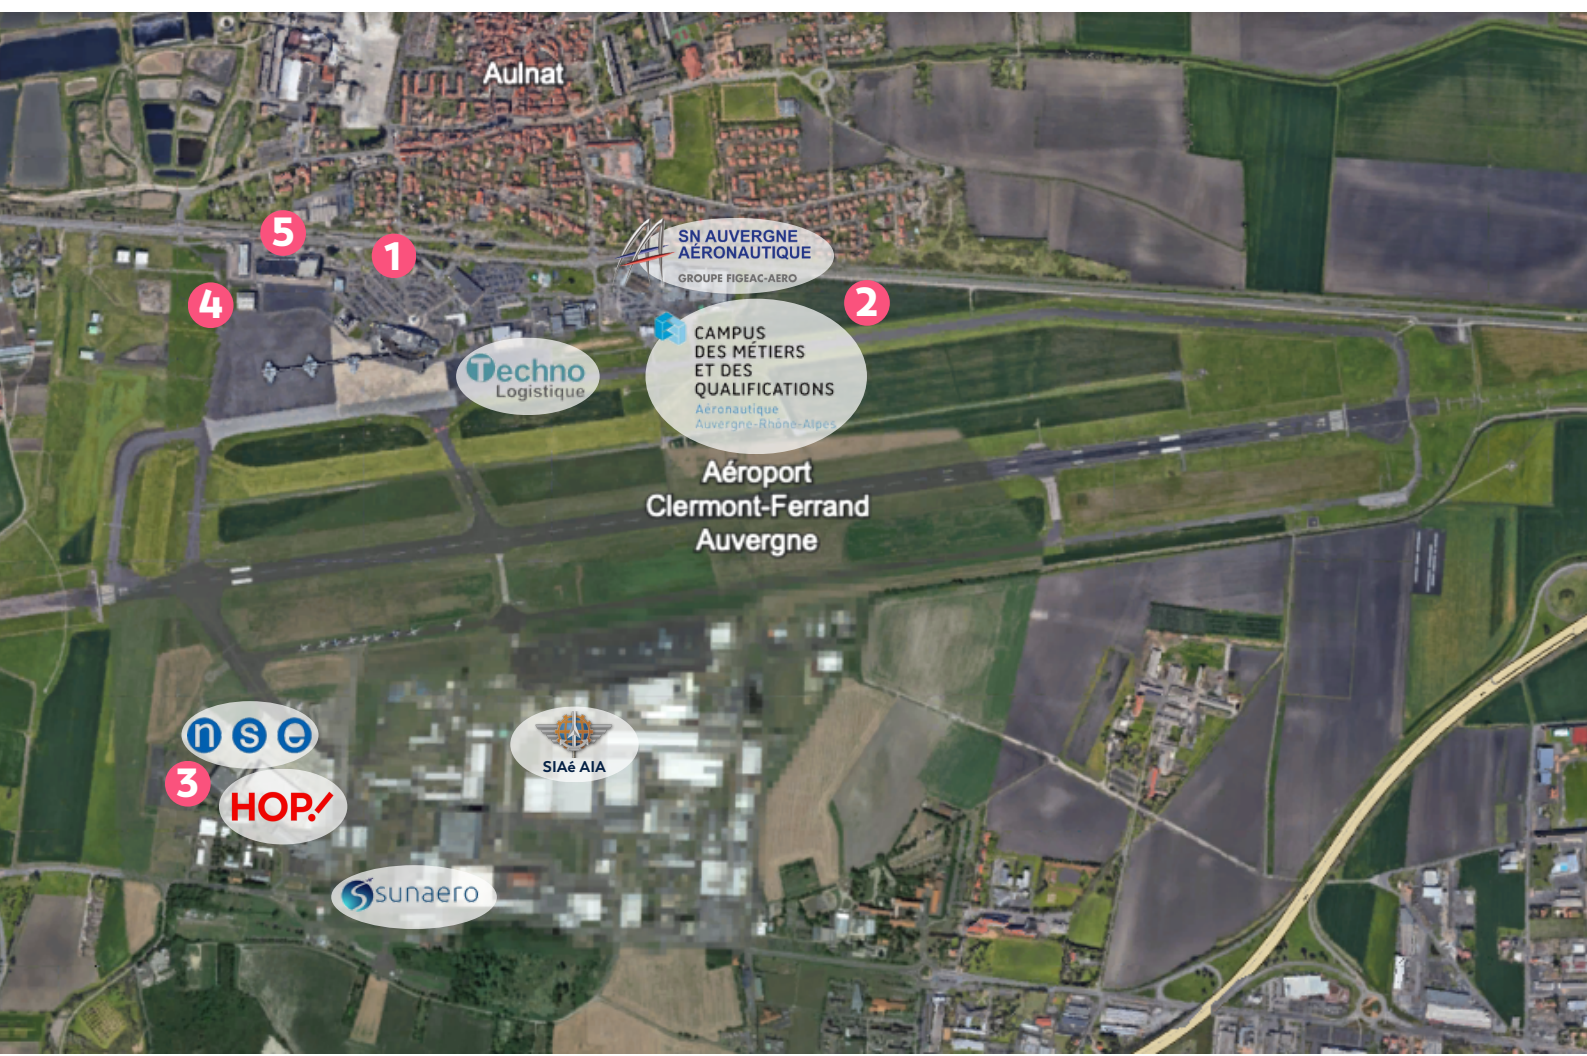 Aulnat
5
1
SN AUVERGNE
AÉRONAUTIQUE
GROUPE FIGEAC-AERO
4
2
CAMPUS
DES MÉTIERS
ET DES
QUALIFICATIONS
Aéronautique
Auvergne-Rhône-Alpes
Techno
Logistique
Aéroport
Clermont-Ferrand
Auvergne
nse
3
HOP!
SIAé AIA
sunaero